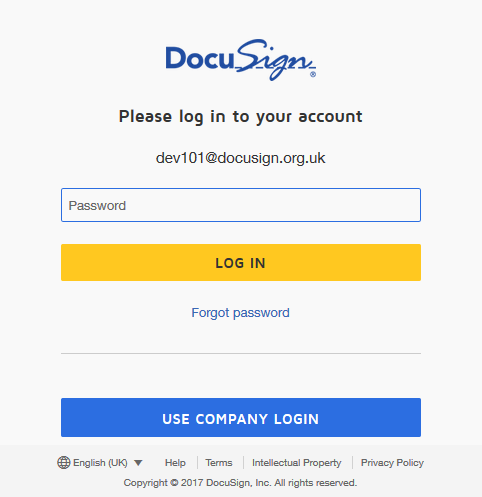 DocuSign®
Please log in to your account
dev101@docusign.org.uk
Password
LOG IN
Forgot password
USE COMPANY LOGIN
English (UK) Help Terms Intellectual Property Privacy Policy
Copyright © 2017 DocuSign, Inc. All rights reserved.